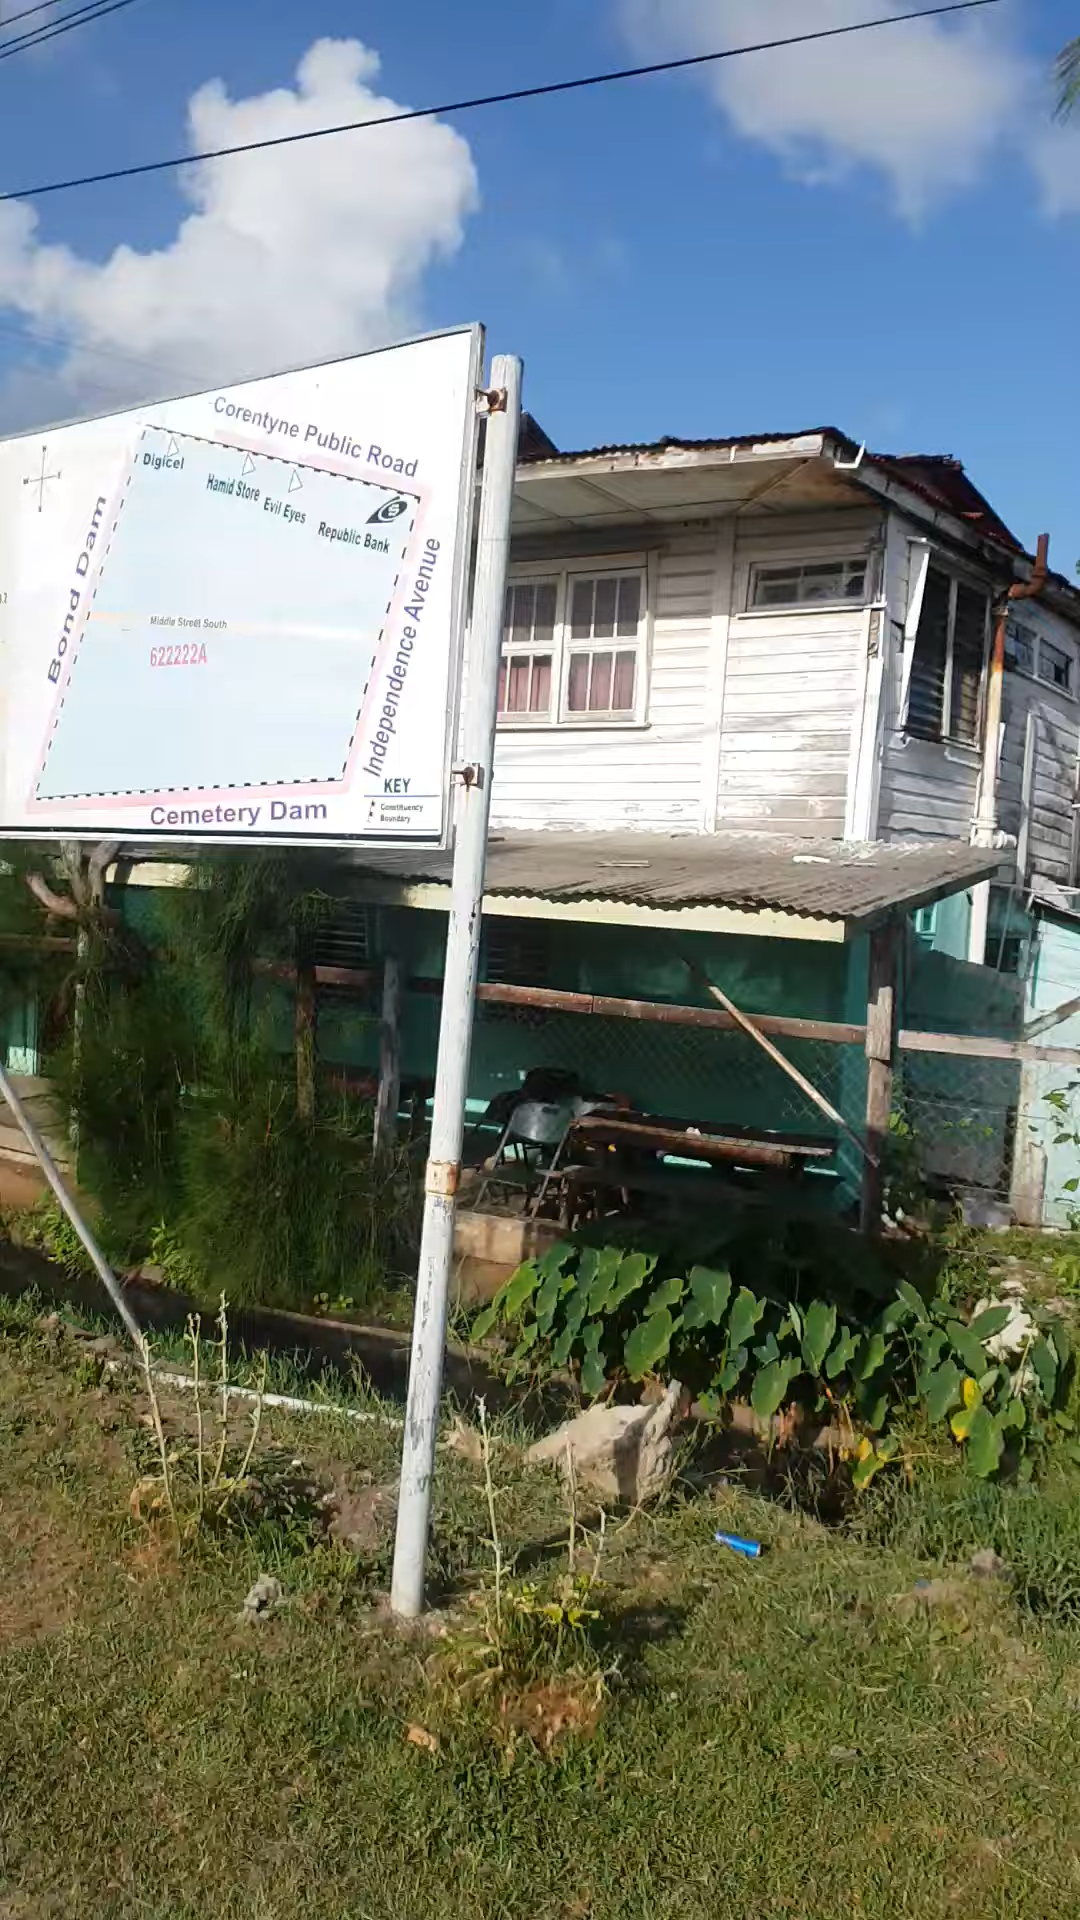 Corentyne Public Road
Digicel
Hamid Store
Evil Eyes
Republic Bank
Bond Dam
Independence Avenue
Middle Street South
622222A
KEY
Constituency
Boundary
Cemetery Dam